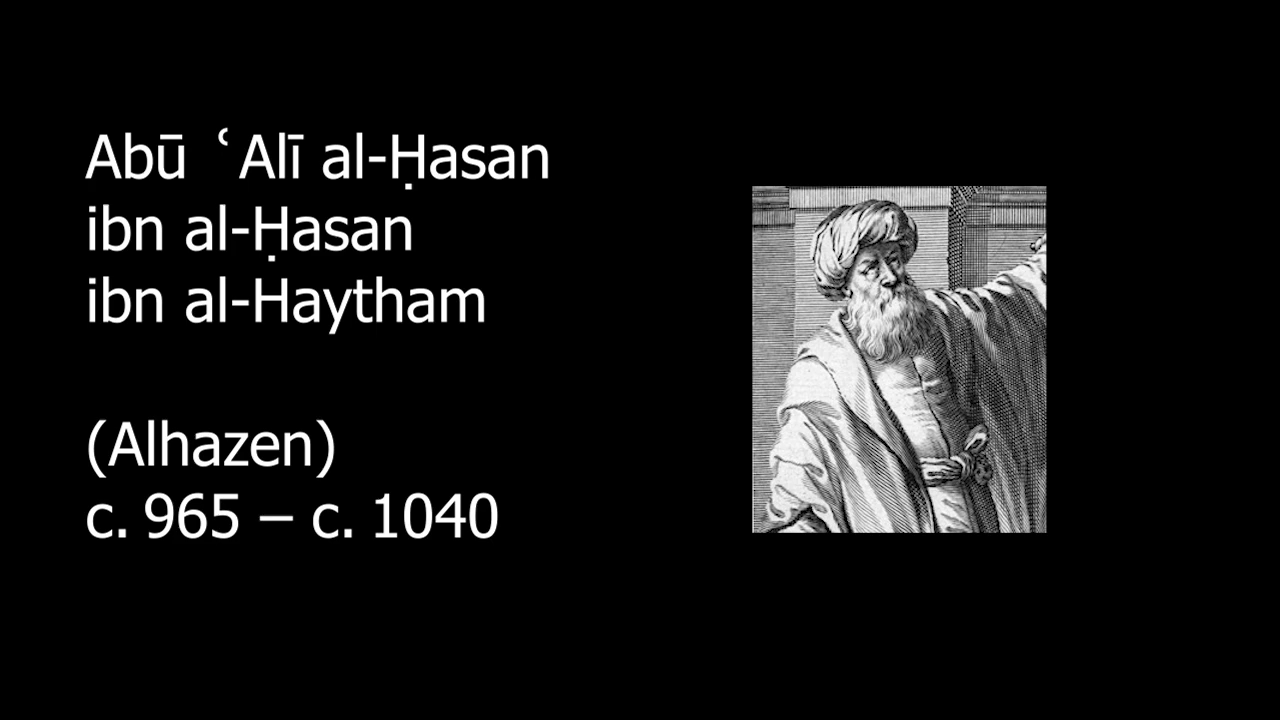 Abū ʿAlī al-Ḥasan
ibn al-Ḥasan
ibn al-Haytham
(Alhazen)
c. 965 – c. 1040